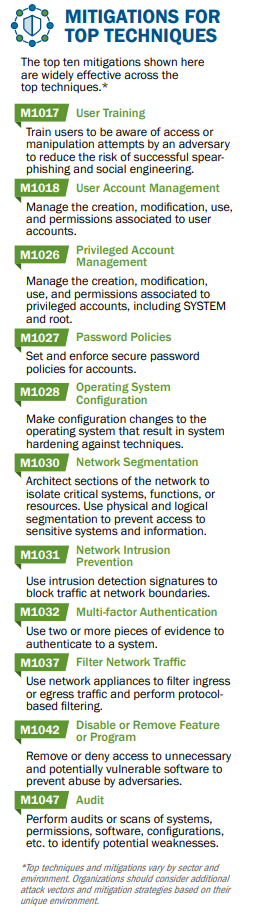 MITIGATIONS FOR
TOP TECHNIQUES
The top ten mitigations shown here
are widely effective across the
top techniques.*
M1017 User Training
Train users to be aware of access or
manipulation attempts by an adversary
to reduce the risk of successful spear-
phishing and social engineering.
M1018 User Account Management
Manage the creation, modification, use,
and permissions associated to user
accounts.
M1026 Privileged Account
Management
Manage the creation, modification,
use, and permissions associated to
privileged accounts, including SYSTEM
and root.
M1027 Password Policies
Set and enforce secure password
policies for accounts.
M1028 Operating System
Configuration
Make configuration changes to the
operating system that result in system
hardening against techniques.
M1030 Network Segmentation
Architect sections of the network to
isolate critical systems, functions, or
resources. Use physical and logical
segmentation to prevent access to
sensitive systems and information.
M1031 Network Intrusion
Prevention
Use intrusion detection signatures to
block traffic at network boundaries.
M1032 Multi-factor Authentication
Use two or more pieces of evidence to
authenticate to a system.
M1037 Filter Network Traffic
Use network appliances to filter ingress
or egress traffic and perform protocol-
based filtering.
M1042 Disable or Remove Feature
or Program
Remove or deny access to unnecessary
and potentially vulnerable software to
prevent abuse by adversaries.
M1047 Audit
Perform audits or scans of systems,
permissions, software, configurations,
etc. to identify potential weaknesses.
*Top techniques and mitigations vary by sector and
environment. Organizations should consider additional
attack vectors and mitigation strategies based on their
unique environment.